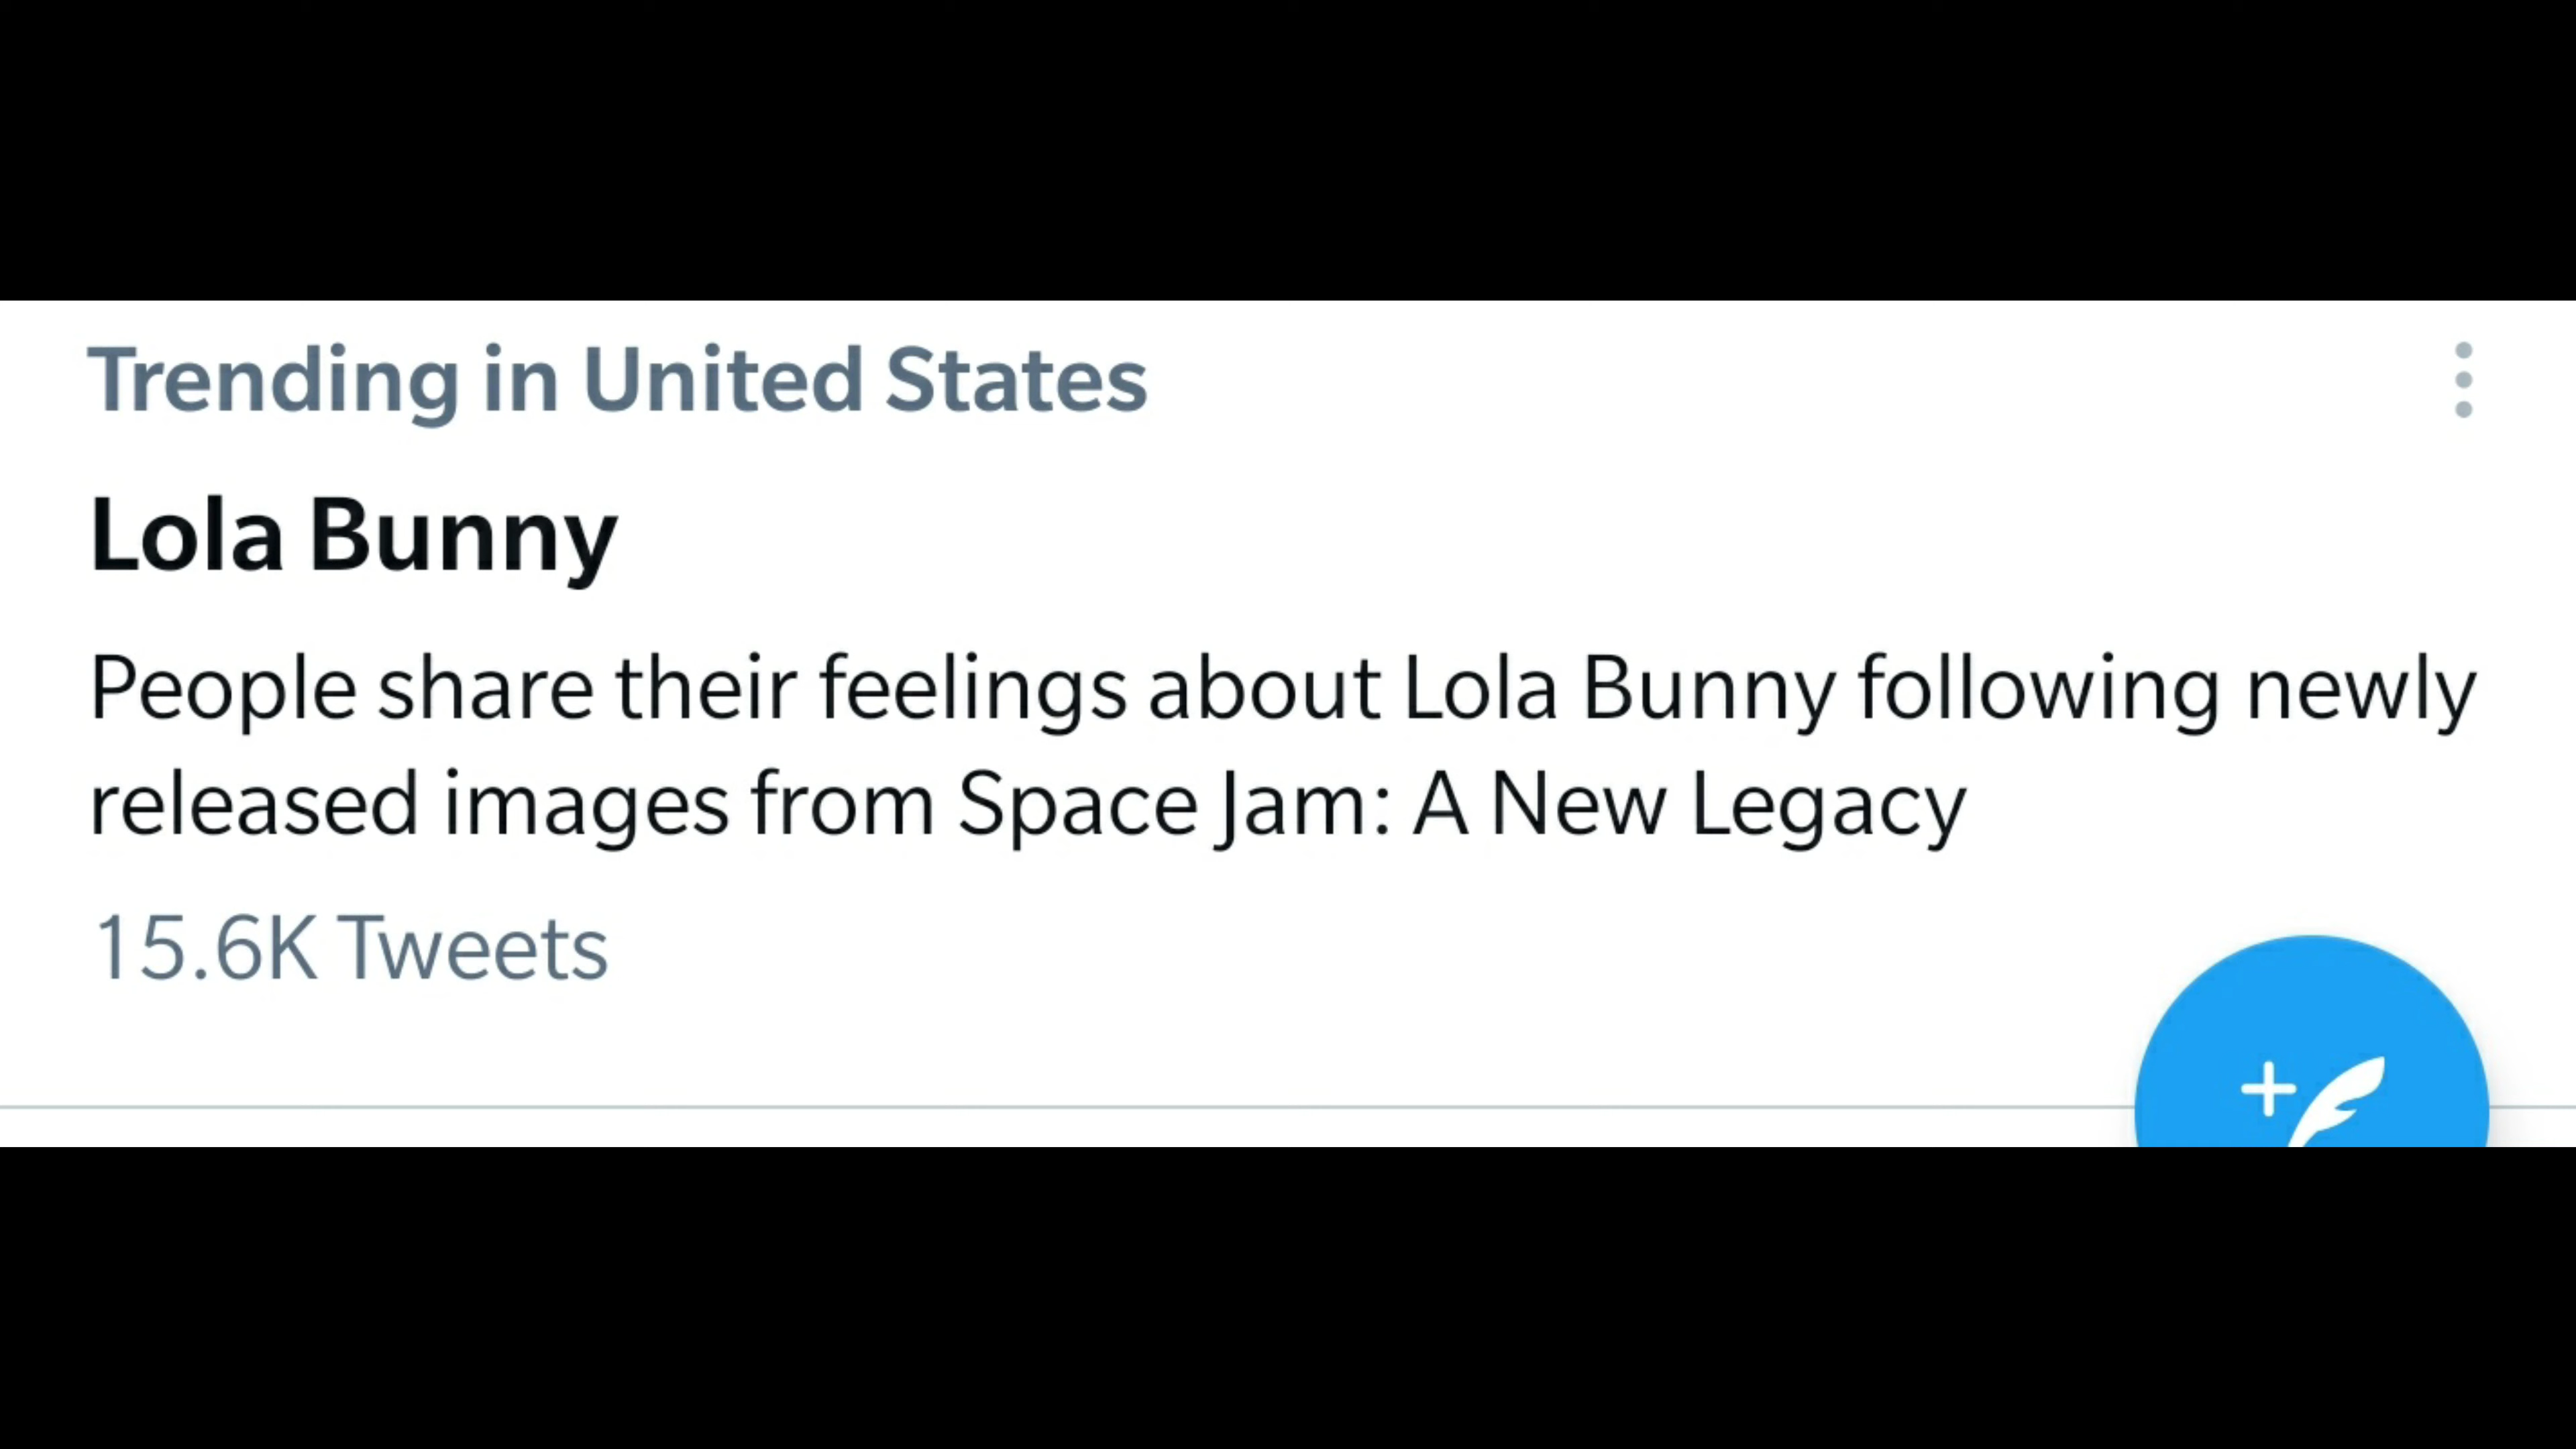 Trending in United States
Lola Bunny
People share their feelings about Lola Bunny following newly
released images from Space Jam: A New Legacy
15.6K Tweets